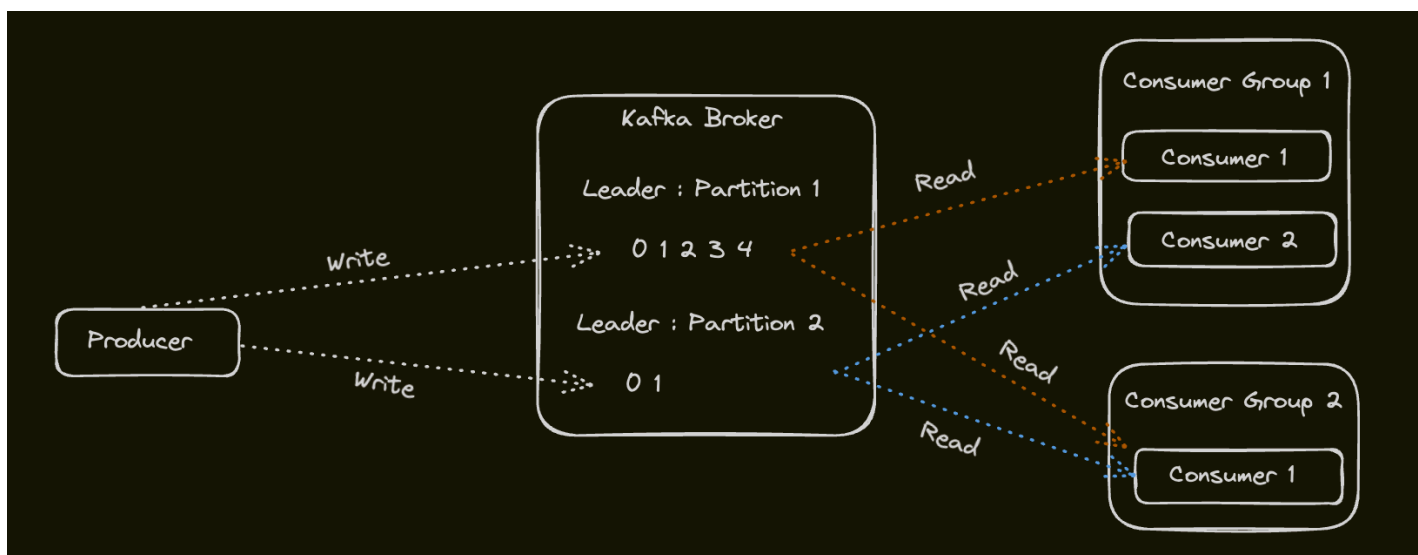 Producer
Write
Write
Kafka Broker
Leader : Partition 1
0 1 2 3 4
Leader : Partition 2
0 1
Read
Read
Read
Read
Consumer Group 1
Consumer 1
Consumer 2
Consumer Group 2
Consumer 1